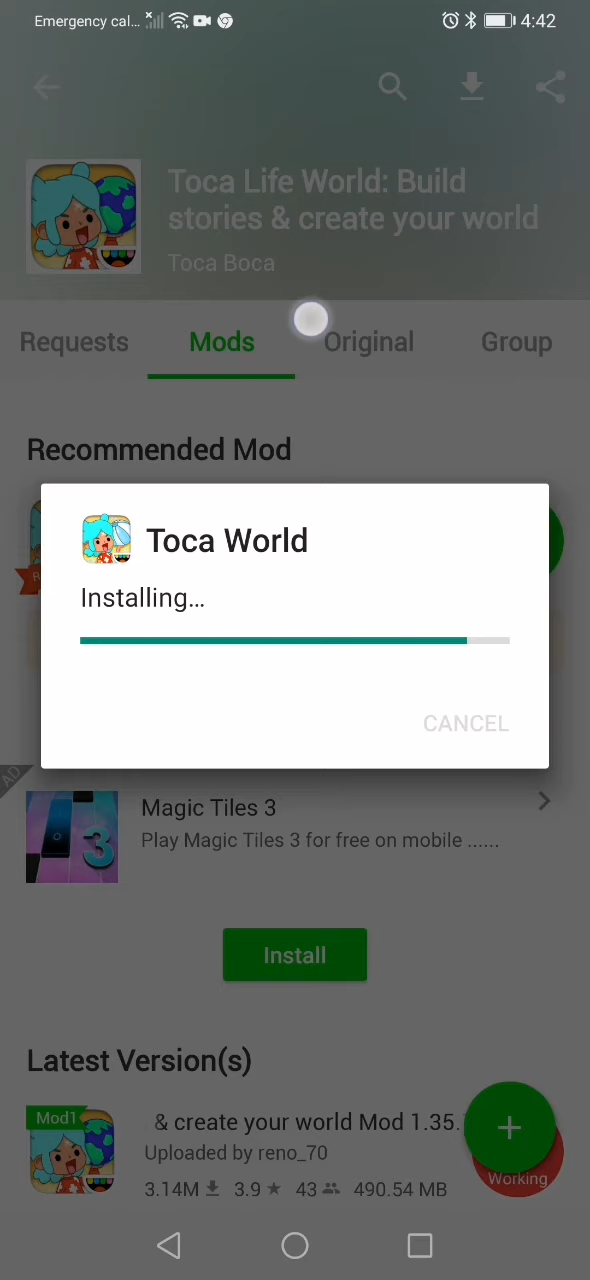 Emergency cal... 4:42
Toca Life World: Build
stories & create your world
Toca Boca
Requests Mods Original Group
Recommended Mod
Toca World
Installing...
CANCEL
AD
Magic Tiles 3
3
Play Magic Tiles 3 for free on mobile ......
Install
Latest Version(s)
Mod1
& create your world Mod 1.35.
Uploaded by reno_70
3.14M 3.9 43 490.54 MB
Working